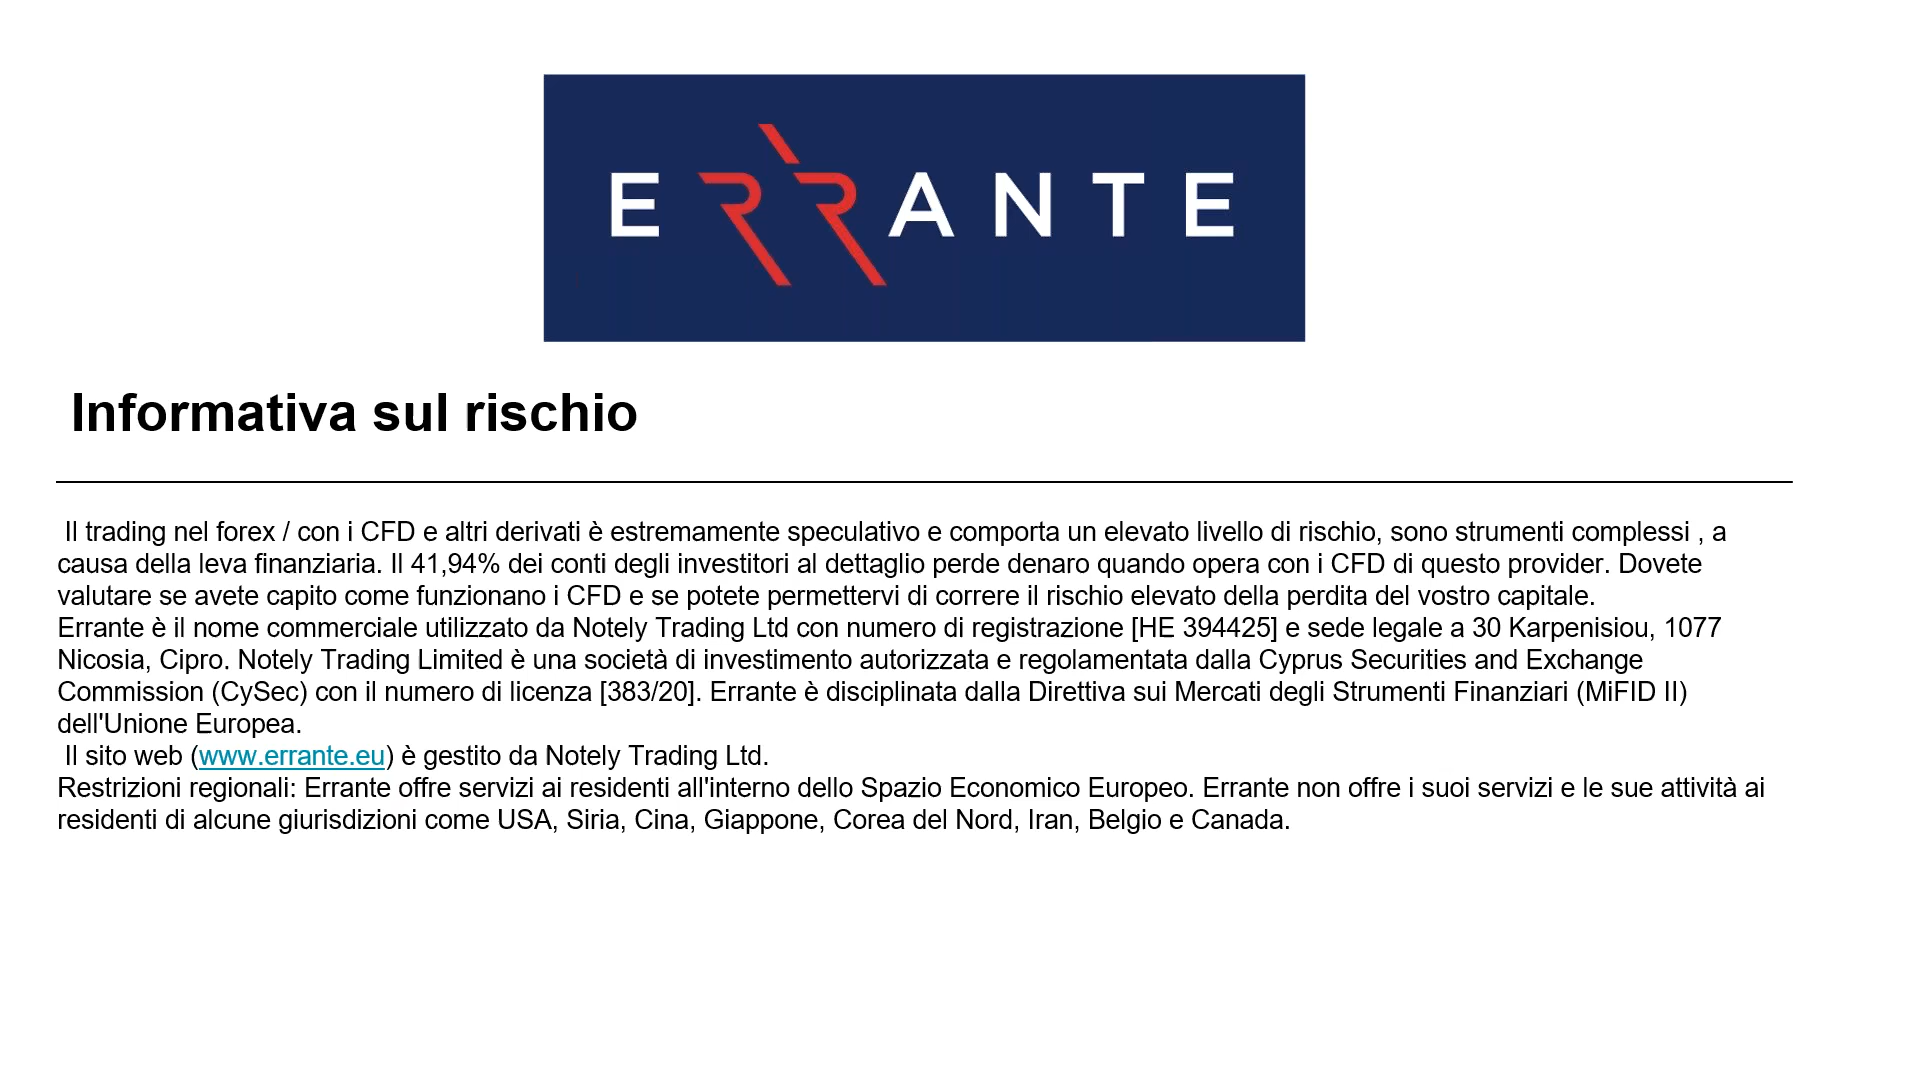 ERRANTE
Informativa sul rischio
Il trading nel forex / con i CFD e altri derivati è estremamente speculativo e comporta un elevato livello di rischio, sono strumenti complessi , a
causa della leva finanziaria. Il 41,94% dei conti degli investitori al dettaglio perde denaro quando opera con i CFD di questo provider. Dovete
valutare se avete capito come funzionano i CFD e se potete permettervi di correre il rischio elevato della perdita del vostro capitale.
Errante è il nome commerciale utilizzato da Notely Trading Ltd con numero di registrazione [HE 394425] e sede legale a 30 Karpenisiou, 1077
Nicosia, Cipro. Notely Trading Limited è una società di investimento autorizzata e regolamentata dalla Cyprus Securities and Exchange
Commission (CySec) con il numero di licenza [383/20]. Errante è disciplinata dalla Direttiva sui Mercati degli Strumenti Finanziari (MiFID II)
dell'Unione Europea.
Il sito web (www.errante.eu) è gestito da Notely Trading Ltd.
Restrizioni regionali: Errante offre servizi ai residenti all'interno dello Spazio Economico Europeo. Errante non offre i suoi servizi e le sue attività ai
residenti di alcune giurisdizioni come USA, Siria, Cina, Giappone, Corea del Nord, Iran, Belgio e Canada.